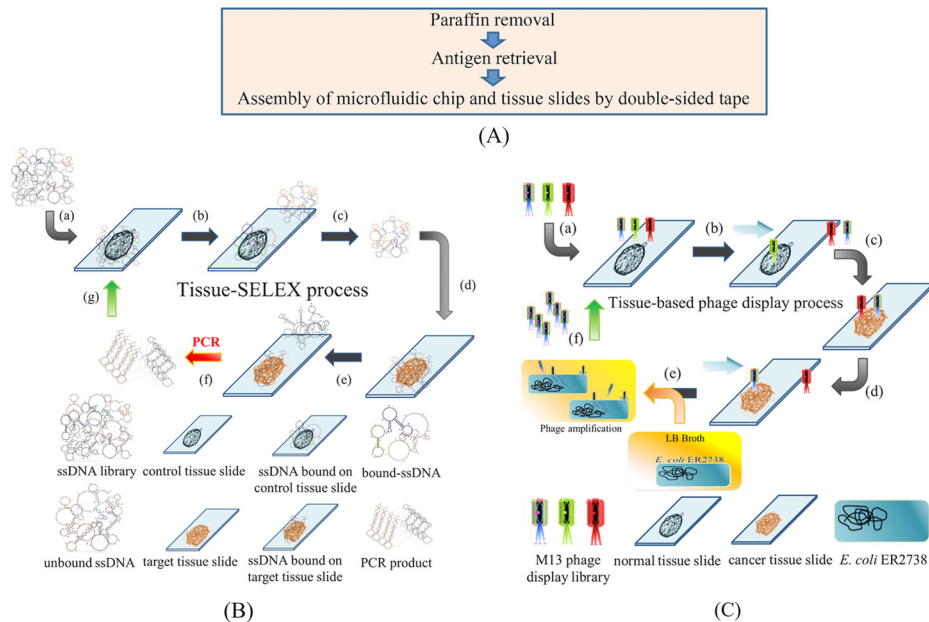 Paraffin removal
Antigen retrieval
Assembly of microfluidic chip and tissue slides by double-sided tape
(A)
(a)
(b)
(c)
(d)
(g)
Tissue-SELEX process
PCR
(f)
(e)
ssDNA library
control tissue slide
ssDNA bound on
control tissue slide
bound-ssDNA
unbound ssDNA
target tissue slide
ssDNA bound on
target tissue slide
PCR product
(B)
(a)
(b)
(c)
Tissue-based phage display process
(f)
(e)
(d)
Phage amplification
LB Broth
E. coli ER2738
M13 phage
display library
normal tissue slide
cancer tissue slide
E. coli ER2738
(C)